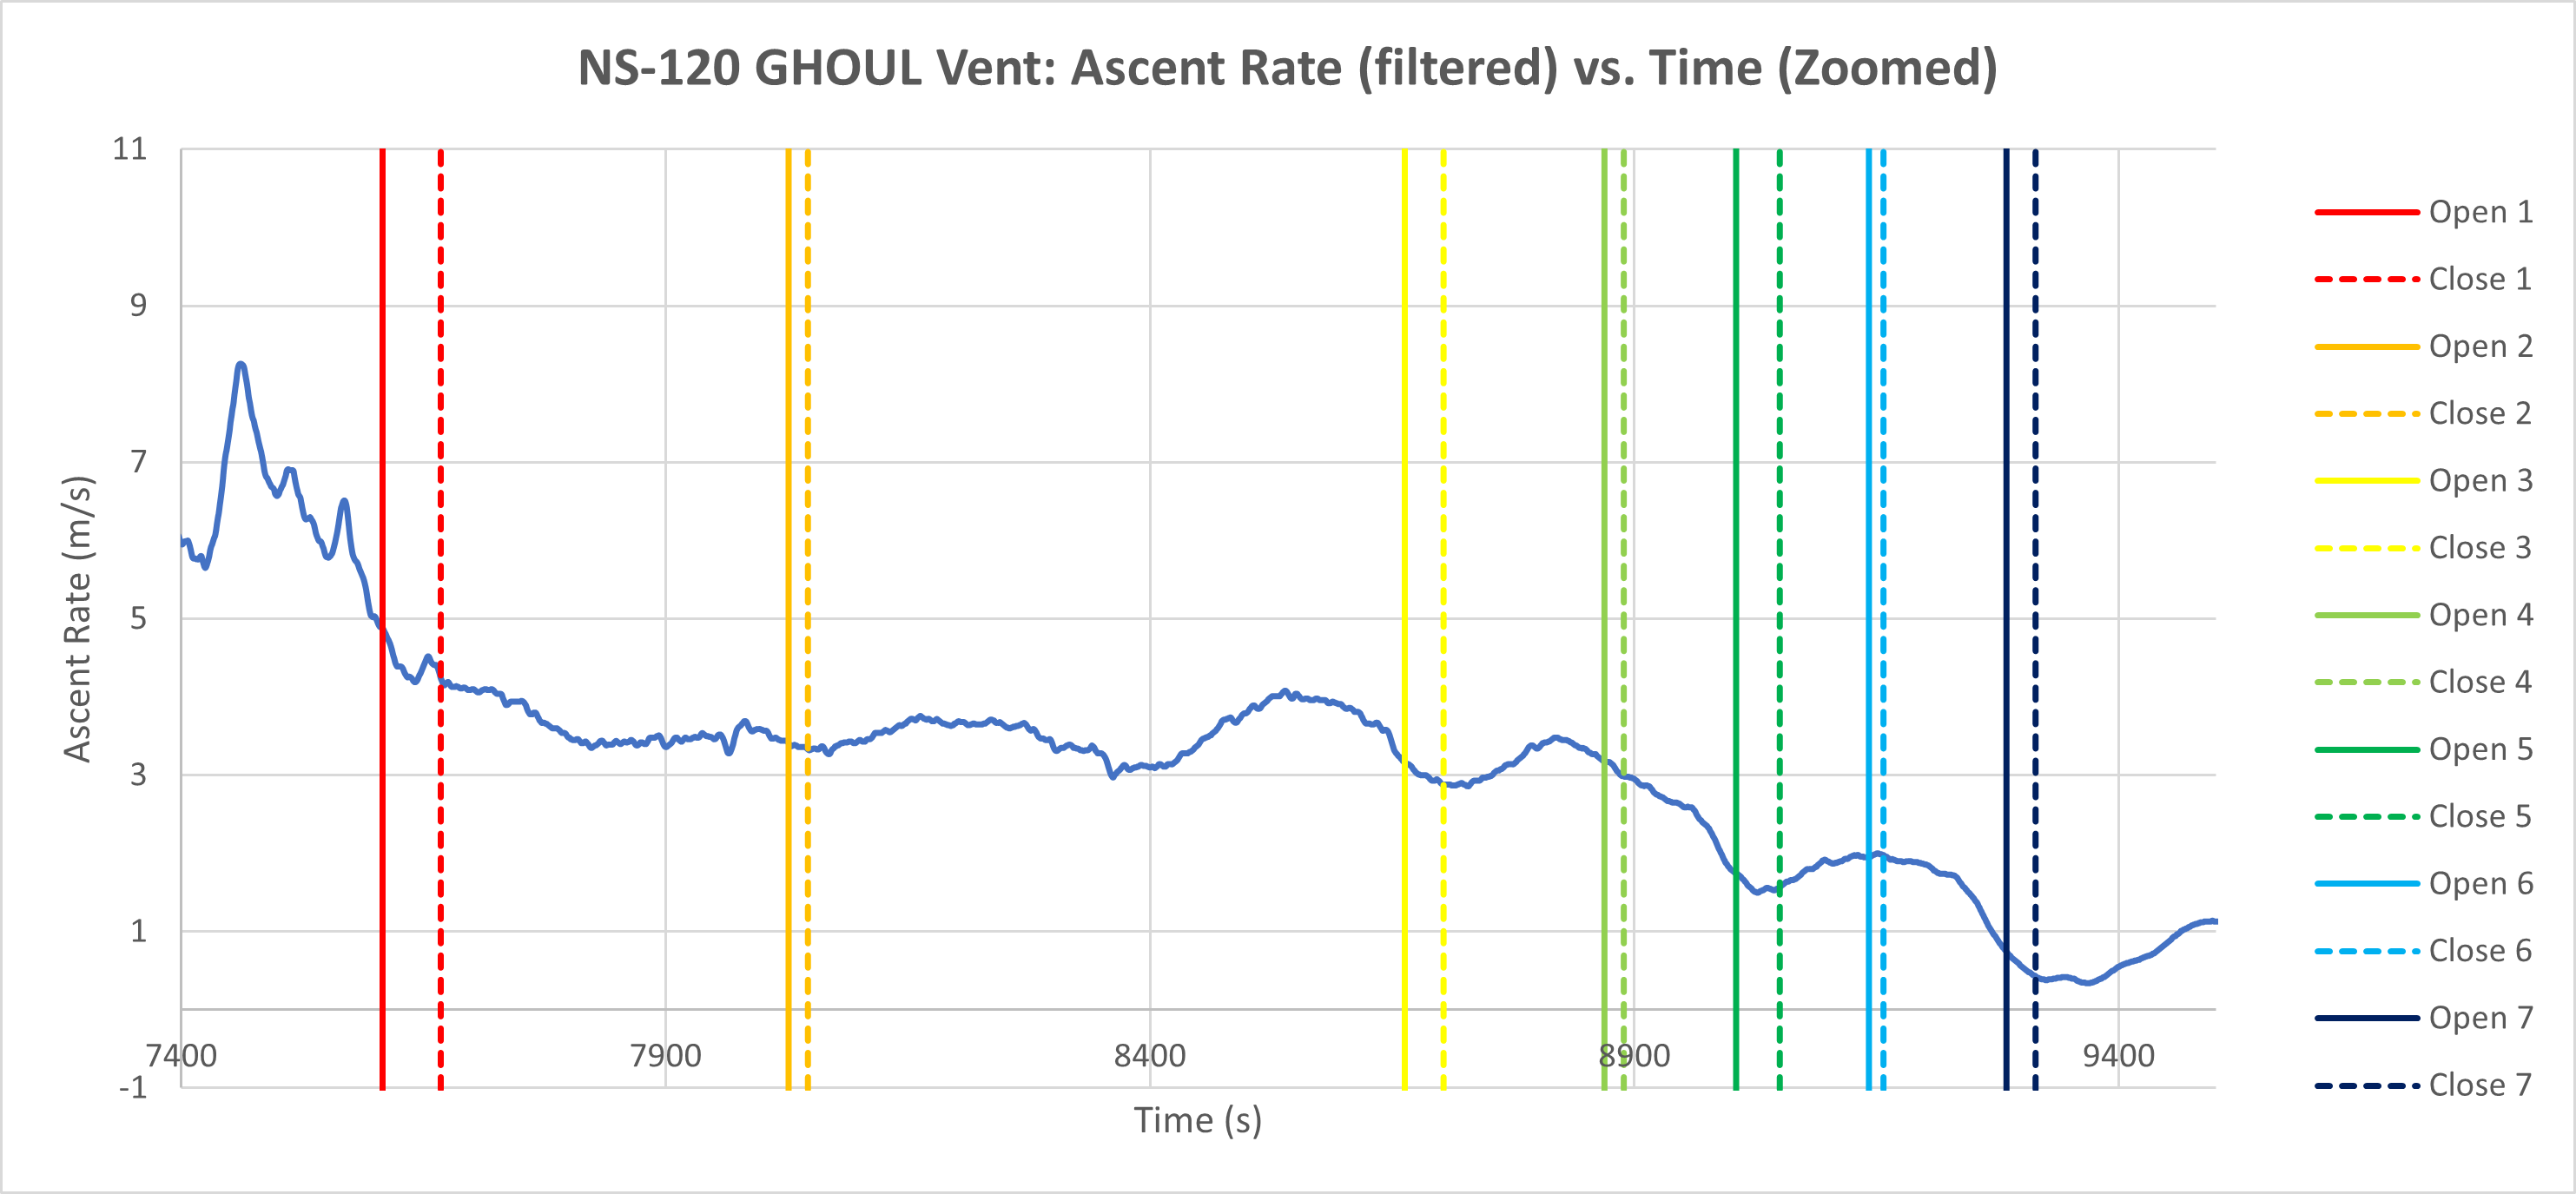 NS-120 GHOUL Vent: Ascent Rate (filtered) vs. Time (Zoomed)
11
9
7
5
3
1
-1
Ascent Rate (m/s)
7400
7900
8400
8900
9400
Time (s)
Open 1
Close 1
Open 2
Close 2
Open 3
Close 3
Open 4
Close 4
Open 5
Close 5
Open 6
Close 6
Open 7
Close 7